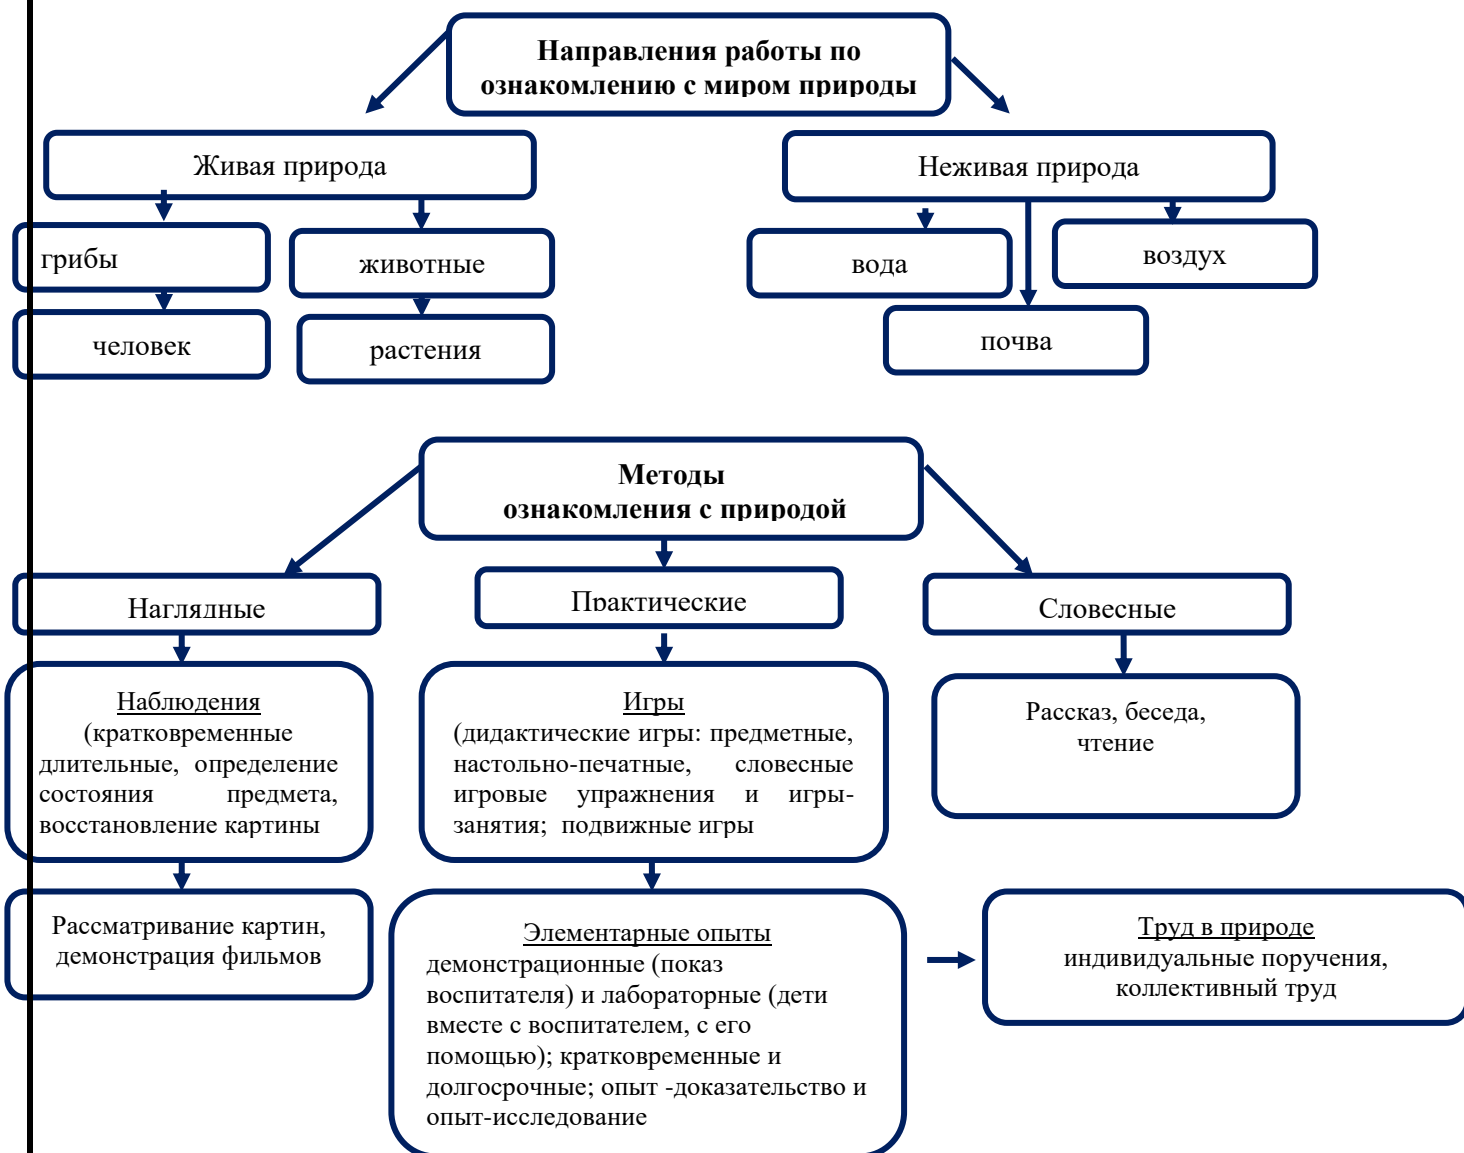 Направления работы по
ознакомлению с миром природы
Живая природа
Неживая природа
грибы
животные
вода
воздух
человек
растения
почва
Методы
ознакомления с природой
Наглядные
Практические
Словесные
Наблюдения
(кратковременные
длительные, определение
состояния предмета,
восстановление картины
Игры
(дидактические игры: предметные,
настольно-печатные, словесные
игровые упражнения и игры-
занятия; подвижные игры
Рассказ, беседа,
чтение
Рассматривание картин,
демонстрация фильмов
Элементарные опыты
демонстрационные (показ
воспитателя) и лабораторные (дети
вместе с воспитателем, с его
помощью); кратковременные и
долгосрочные; опыт -доказательство и
опыт-исследование
Труд в природе
индивидуальные поручения,
коллективный труд